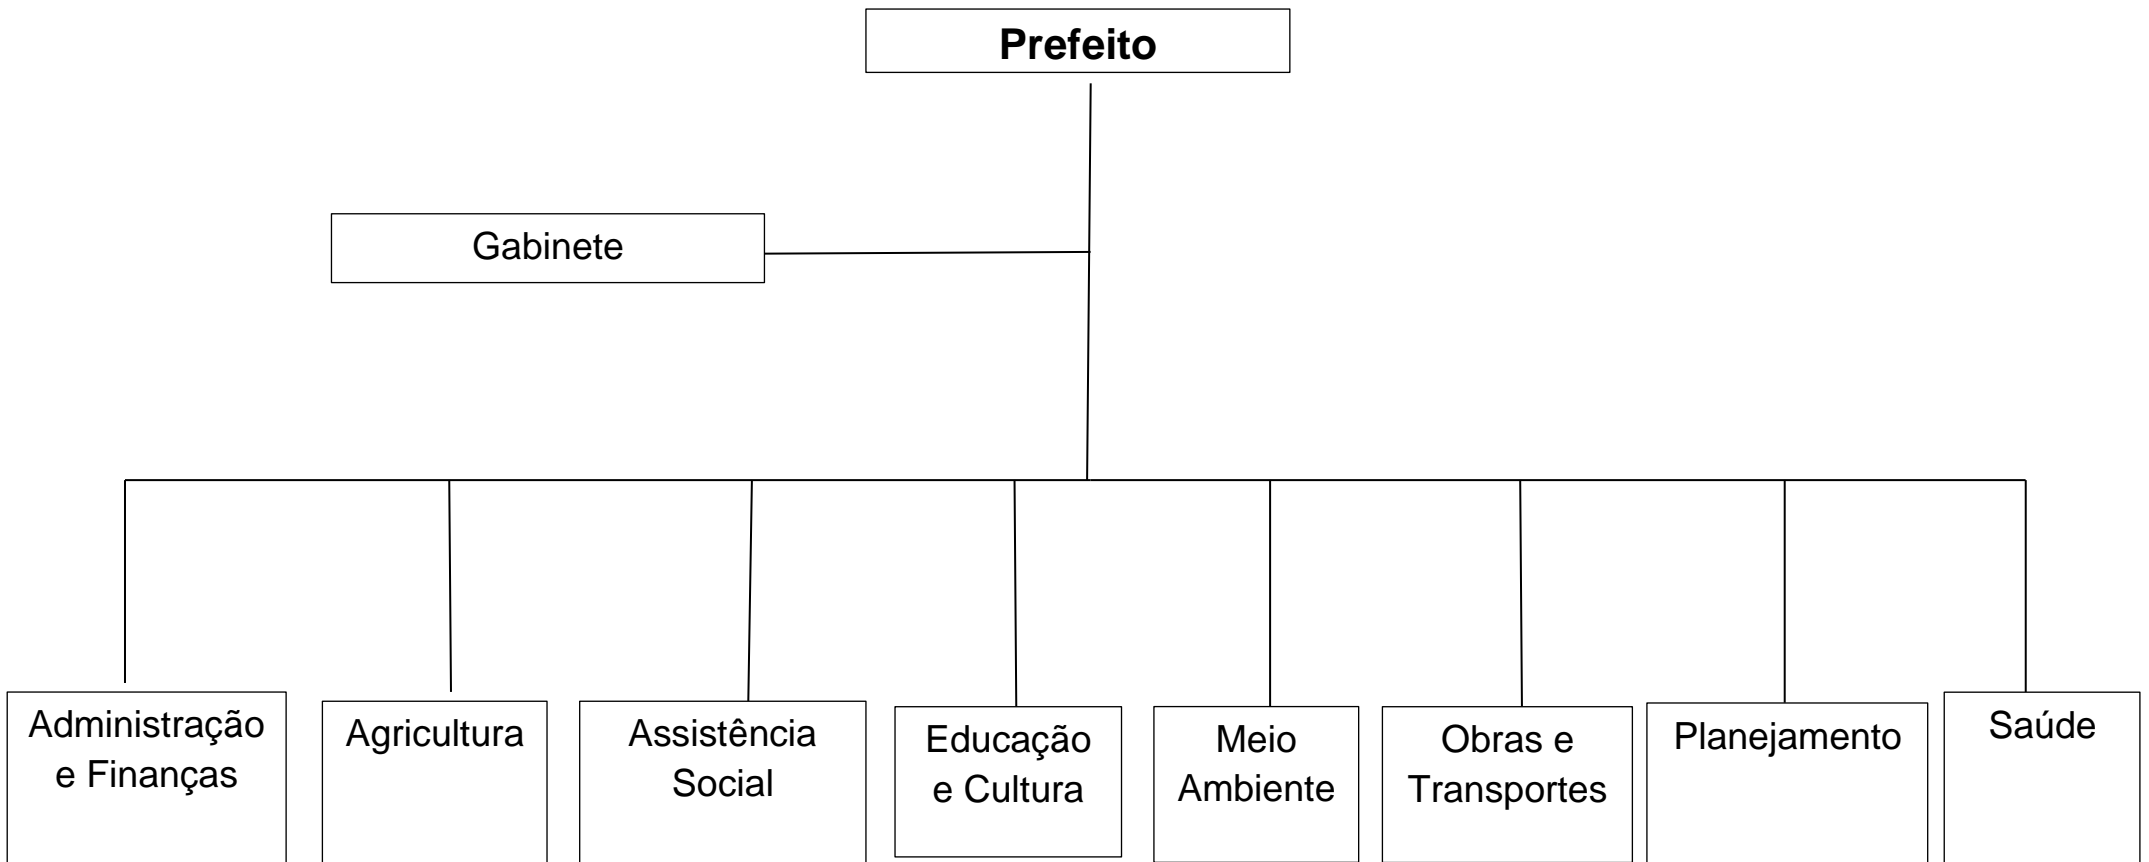 Prefeito
Gabinete
Administração
e Finanças
Agricultura
Assistência
Social
Educação
e Cultura
Meio
Ambiente
Obras e
Transportes
Planejamento
Saúde